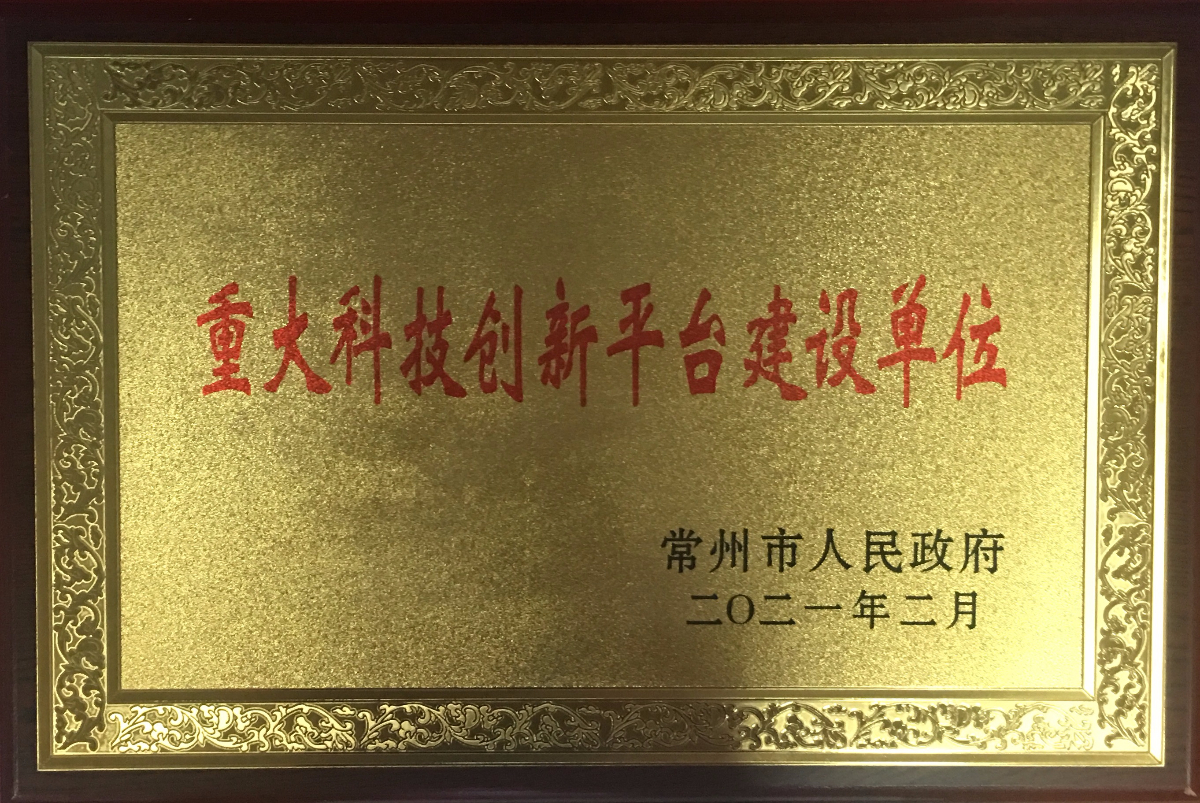 重大科技创新平台建设单位
常州市人民政府
二〇二一年二月